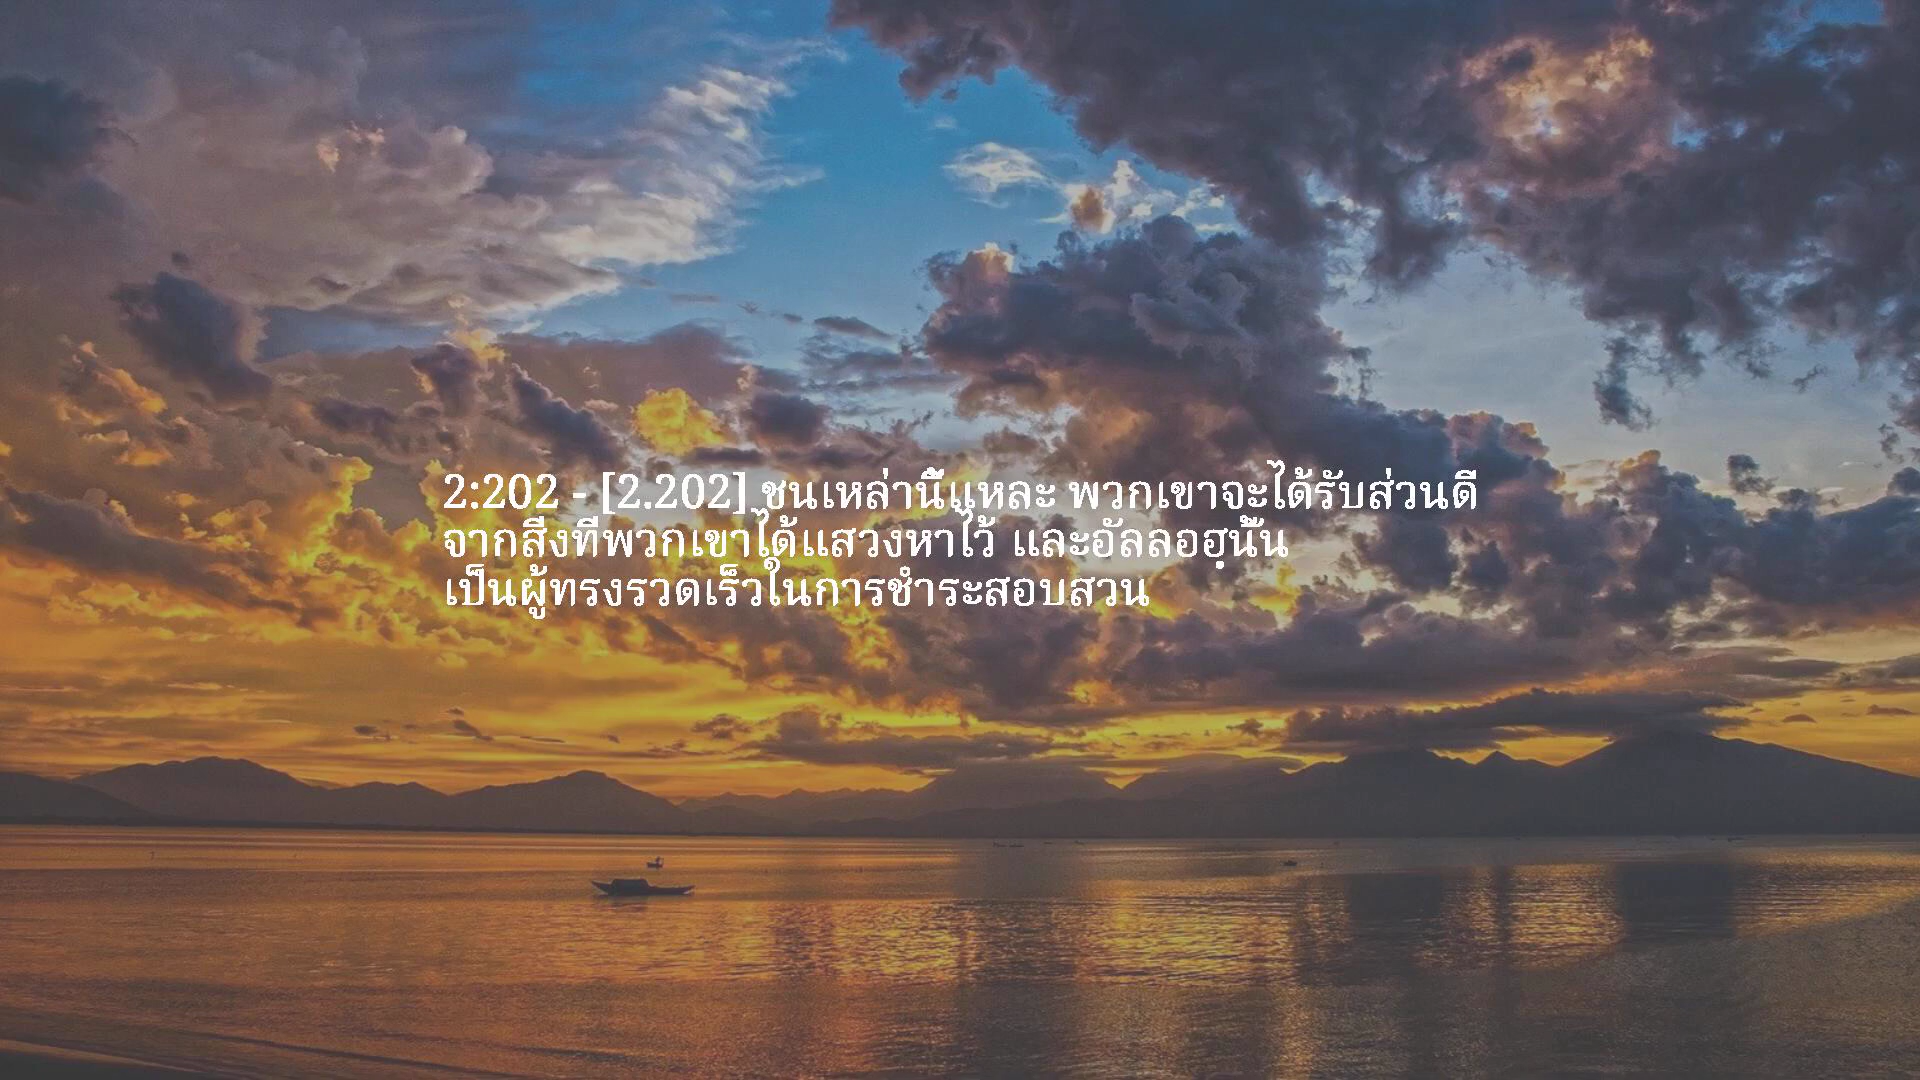 2:202 - [2.202] ชนเหล่านี้แหละ พวกเขาจะได้รับส่วนดี
จากสิ่งที่พวกเขาได้แสวงหาไว้ และอัลลอฮฺนั้น
เป็นผู้ทรงรวดเร็วในการชำระสอบสวน